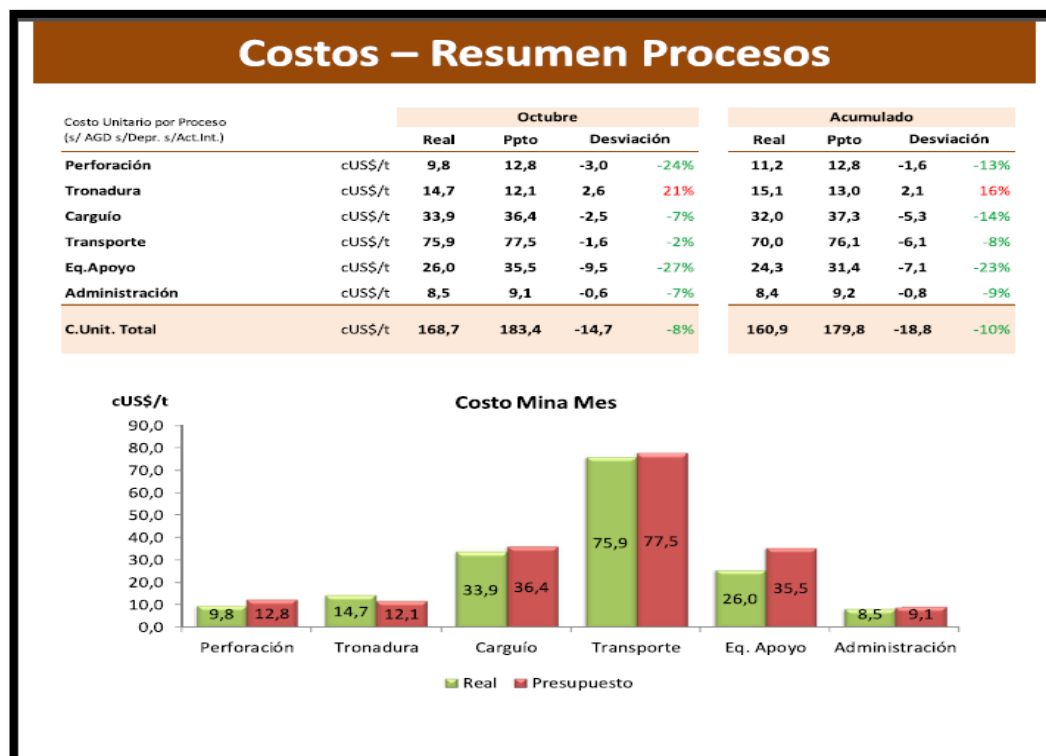 Costos – Resumen Procesos
Costo Unitario por Proceso
(s/ AGD s/Depr. s/Act.Int.)
Octubre Acumulado
Real Ppto Desviación Real Ppto Desviación
Perforación cUS$/t 9,8 12,8 -3,0 -24% 11,2 12,8 -1,6 -13%
Tronadura cUS$/t 14,7 12,1 2,6 21% 15,1 13,0 2,1 16%
Carguío cUS$/t 33,9 36,4 -2,5 -7% 32,0 37,3 -5,3 -14%
Transporte cUS$/t 75,9 77,5 -1,6 -2% 70,0 76,1 -6,1 -8%
Eq.Apoyo cUS$/t 26,0 35,5 -9,5 -27% 24,3 31,4 -7,1 -23%
Administración cUS$/t 8,5 9,1 -0,6 -7% 8,4 9,2 -0,8 -9%
C.Unit. Total cUS$/t 168,7 183,4 -14,7 -8% 160,9 179,8 -18,8 -10%
cUS$/t Costo Mina Mes
90,0
80,0
70,0
60,0
50,0
40,0
30,0
20,0
10,0
0,0
9,8 12,8 14,7 12,1 33,9 36,4 75,9 77,5 26,0 35,5 8,5 9,1
Perforación Tronadura Carguío Transporte Eq. Apoyo Administración
Real Presupuesto